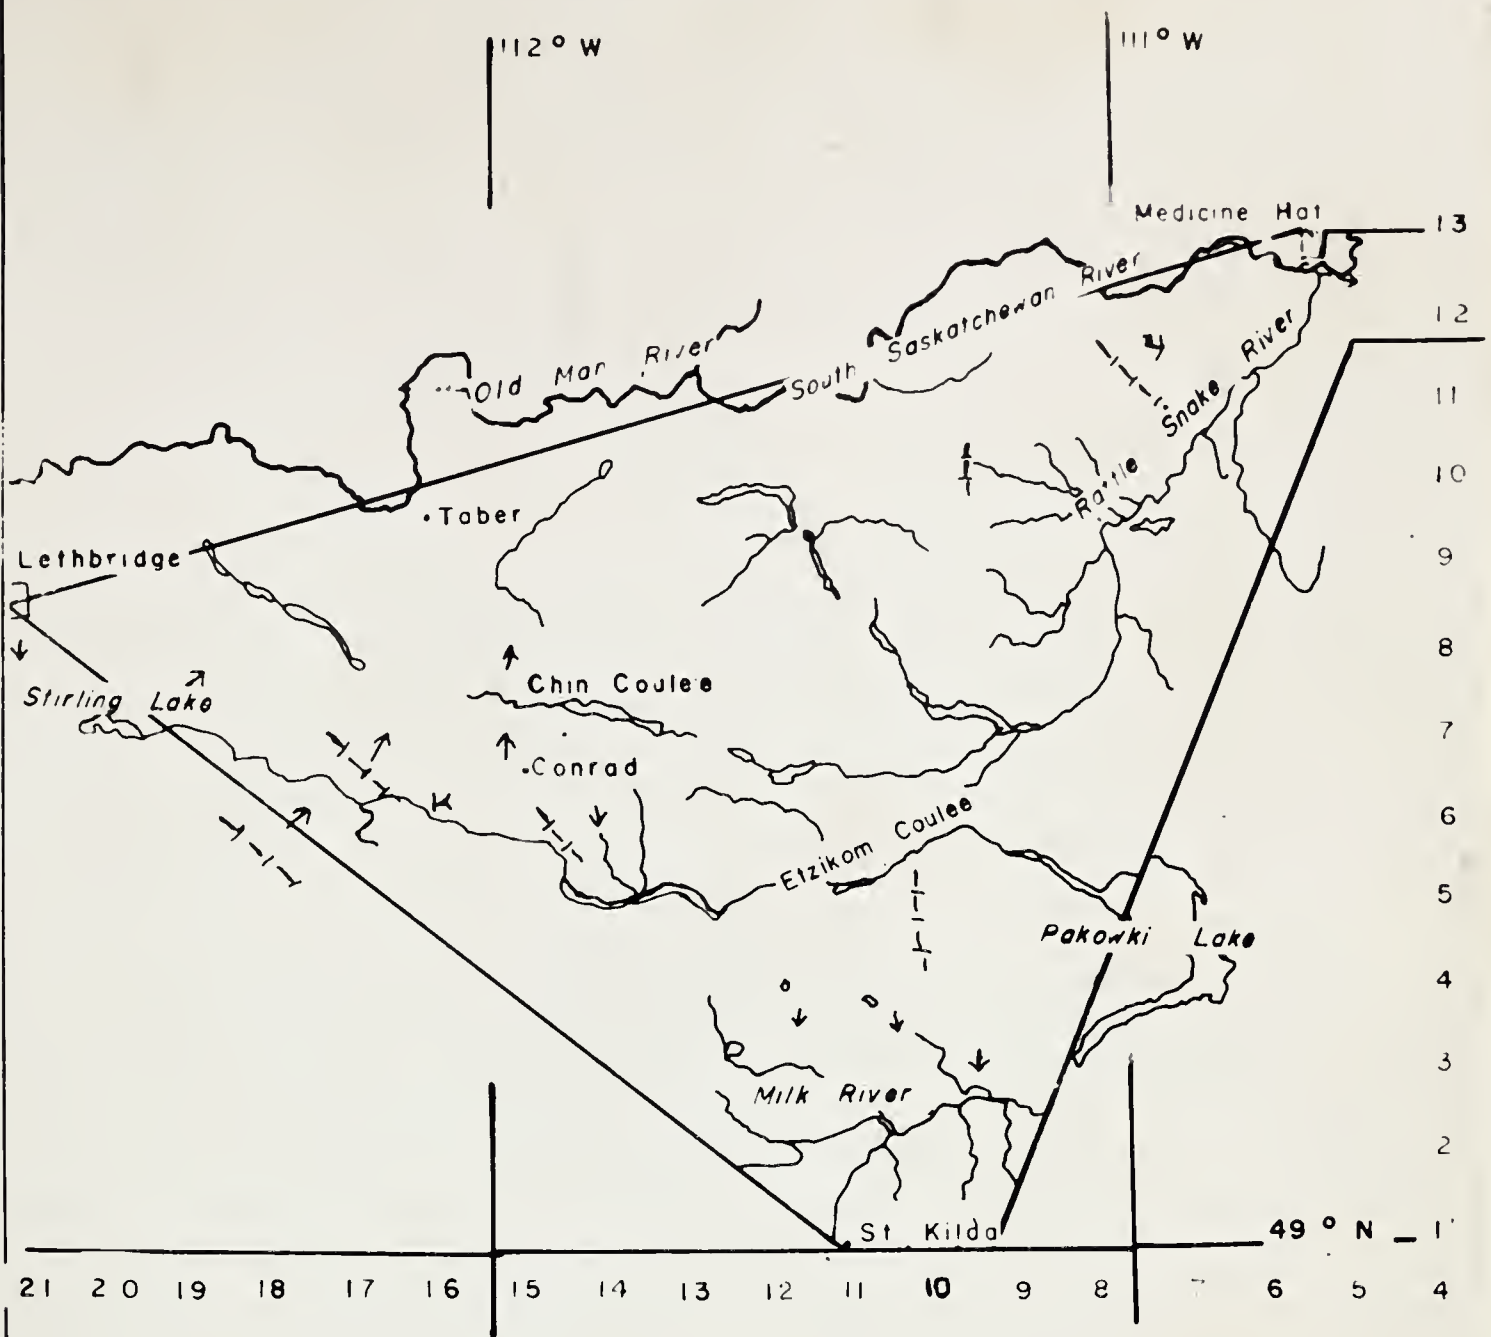 112° W
111° W
Medicine Hat
13
12
South Saskatchewan River
Old Man River
Rattle Snake River
11
10
Taber
Lethbridge
9
8
Chin Coulee
Stirling Lake
7
Conrad
6
Etzikom Coulee
5
Pakowki Lake
4
3
Milk River
2
St Kilda
49° N 1
21 20 19 18 17 16 15 14 13 12 11 10 9 8 7 6 5 4